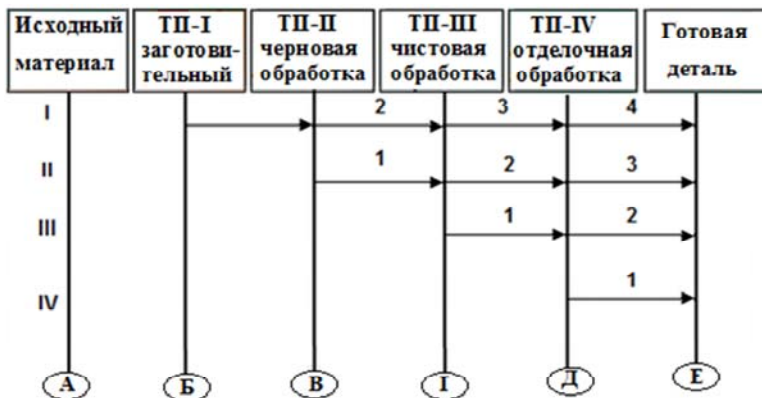 Исходный
материал
ТП-I
заготови-
тельный
ТП-II
черновая
обработка
ТП-III
чистовая
обработка
ТП-IV
отделочная
обработка
Готовая
деталь
I
2
3
4
II
1
2
3
III
1
2
IV
1
А
Б
В
І
Д
Е